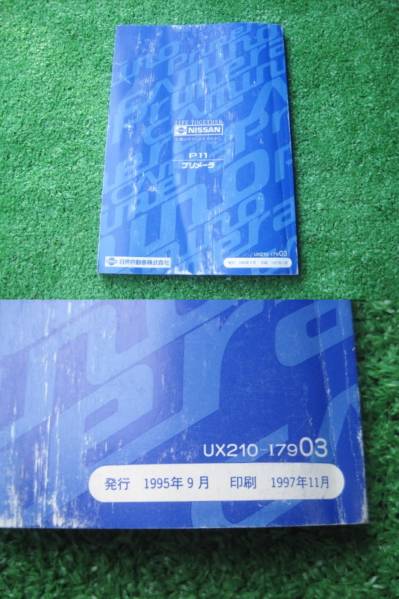 LIFE TOGETHER
NISSAN
P11
プリメーラ
UX210-I7903
日産自動車株式会社
UX210-I7903
発行 1995年9月 印刷 1997年11月